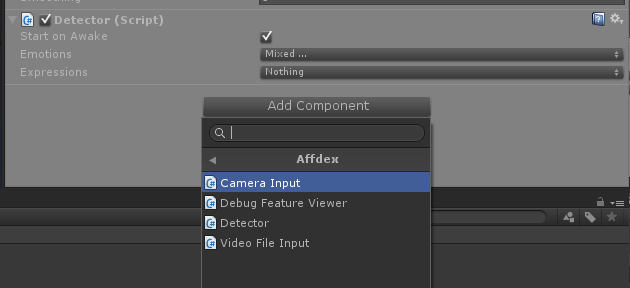 Detector (Script)
Start on Awake
Emotions Mixed ...
Expressions Nothing
Add Component
Affdex
Camera Input
Debug Feature Viewer
Detector
Video File Input